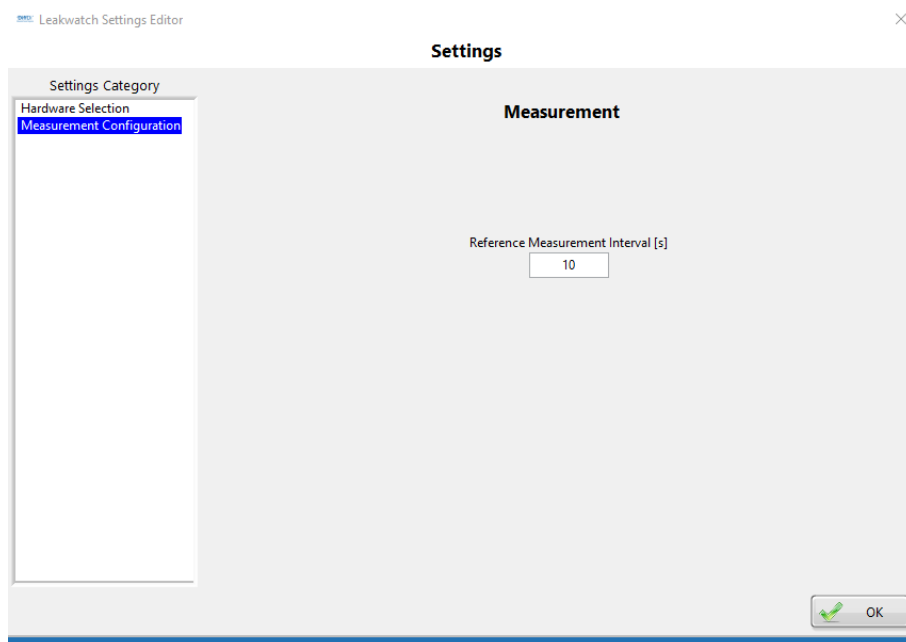 Leakwatch Settings Editor
Settings
Settings Category
Hardware Selection
Measurement Configuration
Measurement
Reference Measurement Interval [s]
10
OK